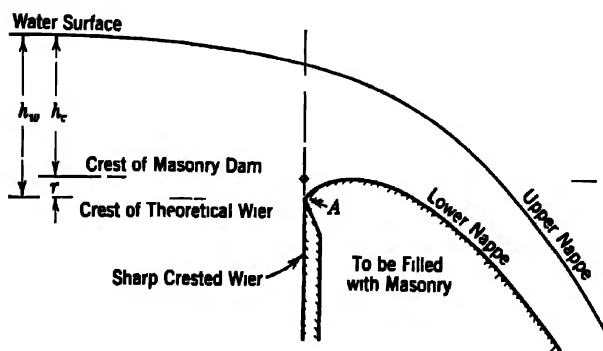 Water Surface
h_w
h_c
Crest of Masonry Dam
r
Crest of Theoretical Wier
A
Sharp Crested Wier
To be Filled
with Masonry
Lower Nappe
Upper Nappe